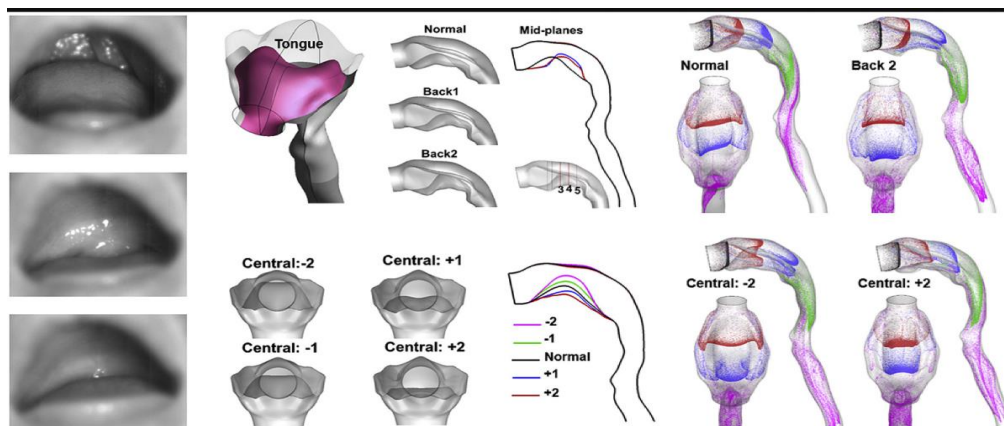 Tongue
Normal
Back1
Back2
Mid-planes
3 4 5
Normal
Back 2
Central:-2
Central: +1
Central: -1
Central: +2
-2
-1
Normal
+1
+2
Central: -2
Central: +2